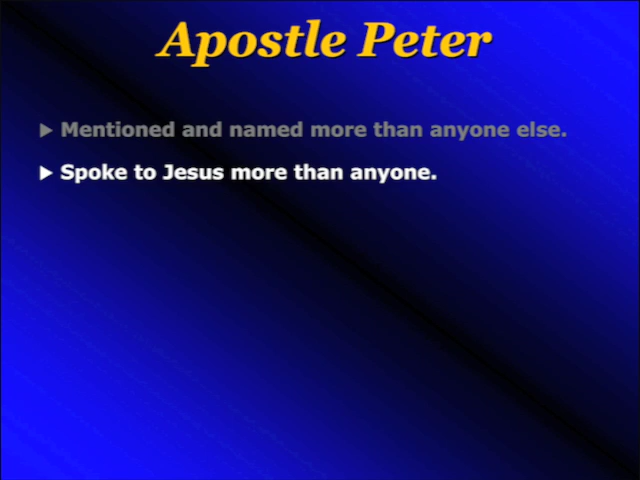 Apostle Peter
Mentioned and named more than anyone else.
Spoke to Jesus more than anyone.